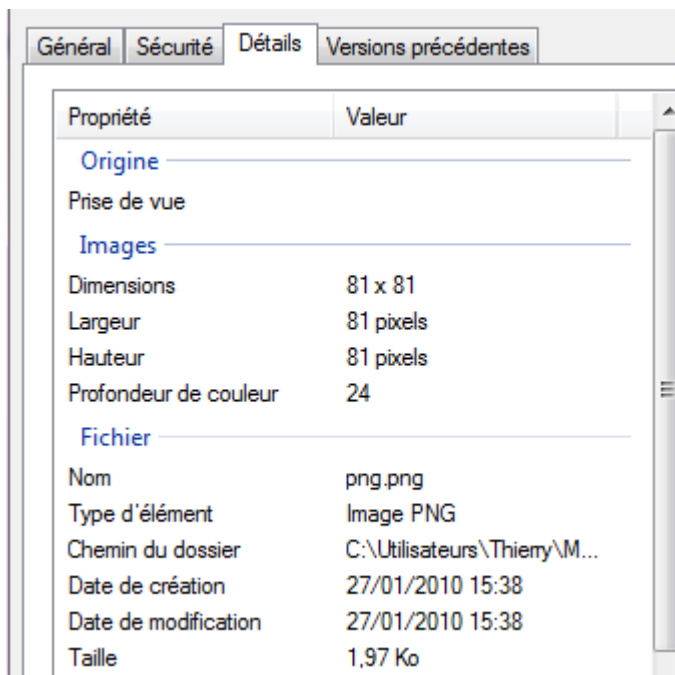 Général Sécurité Détails Versions précédentes
Propriété Valeur
Origine
Prise de vue
Images
Dimensions 81 x 81
Largeur 81 pixels
Hauteur 81 pixels
Profondeur de couleur 24
Fichier
Nom png.png
Type d'élément Image PNG
Chemin du dossier C:\Utilisateurs\Thierry\M...
Date de création 27/01/2010 15:38
Date de modification 27/01/2010 15:38
Taille 1,97 Ko